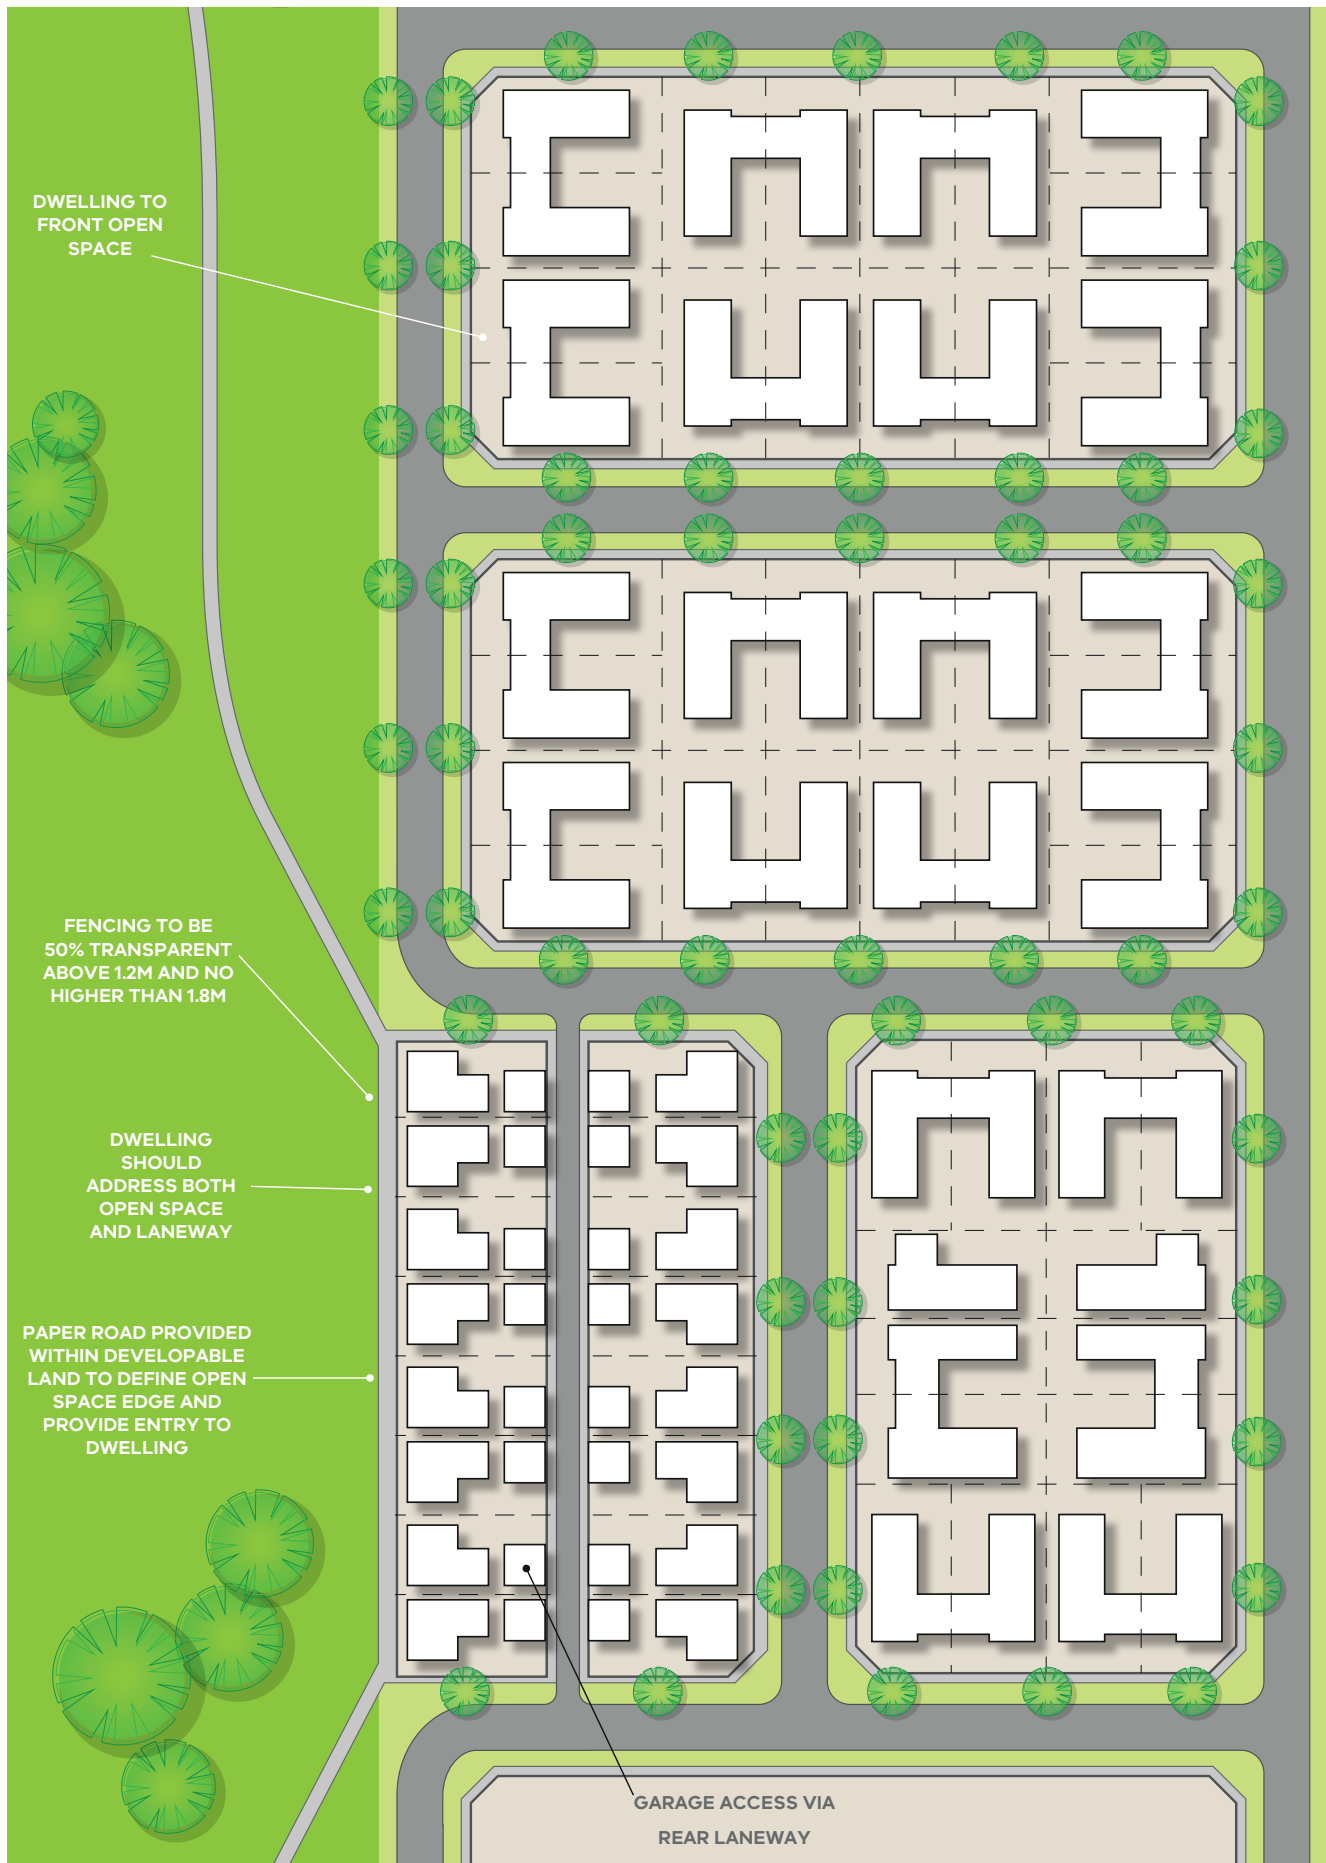 DWELLING TO
FRONT OPEN
SPACE
FENCING TO BE
50% TRANSPARENT
ABOVE 1.2M AND NO
HIGHER THAN 1.8M
DWELLING
SHOULD
ADDRESS BOTH
OPEN SPACE
AND LANEWAY
PAPER ROAD PROVIDED
WITHIN DEVELOPABLE
LAND TO DEFINE OPEN
SPACE EDGE AND
PROVIDE ENTRY TO
DWELLING
GARAGE ACCESS VIA
REAR LANEWAY